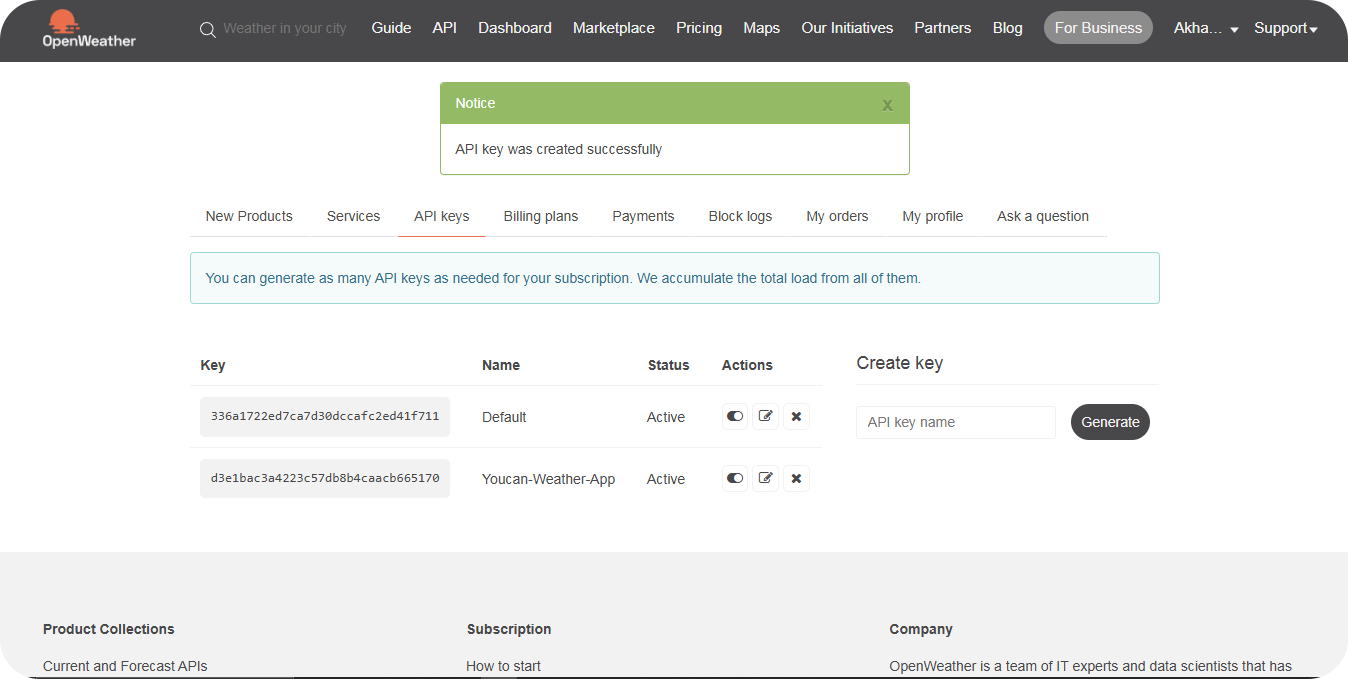 OpenWeather
Weather in your city
Guide API Dashboard Marketplace Pricing Maps Our Initiatives Partners Blog For Business Akha... Support
Notice x
API key was created successfully
New Products Services API keys Billing plans Payments Block logs My orders My profile Ask a question
You can generate as many API keys as needed for your subscription. We accumulate the total load from all of them.
Key Name Status Actions
336a1722ed7ca7d30dccafc2ed41f711 Default Active
d3e1bac3a4223c57db8b4caacb665170 Youcan-Weather-App Active
Create key
API key name Generate
Product Collections Subscription Company
Current and Forecast APIs How to start OpenWeather is a team of IT experts and data scientists that has